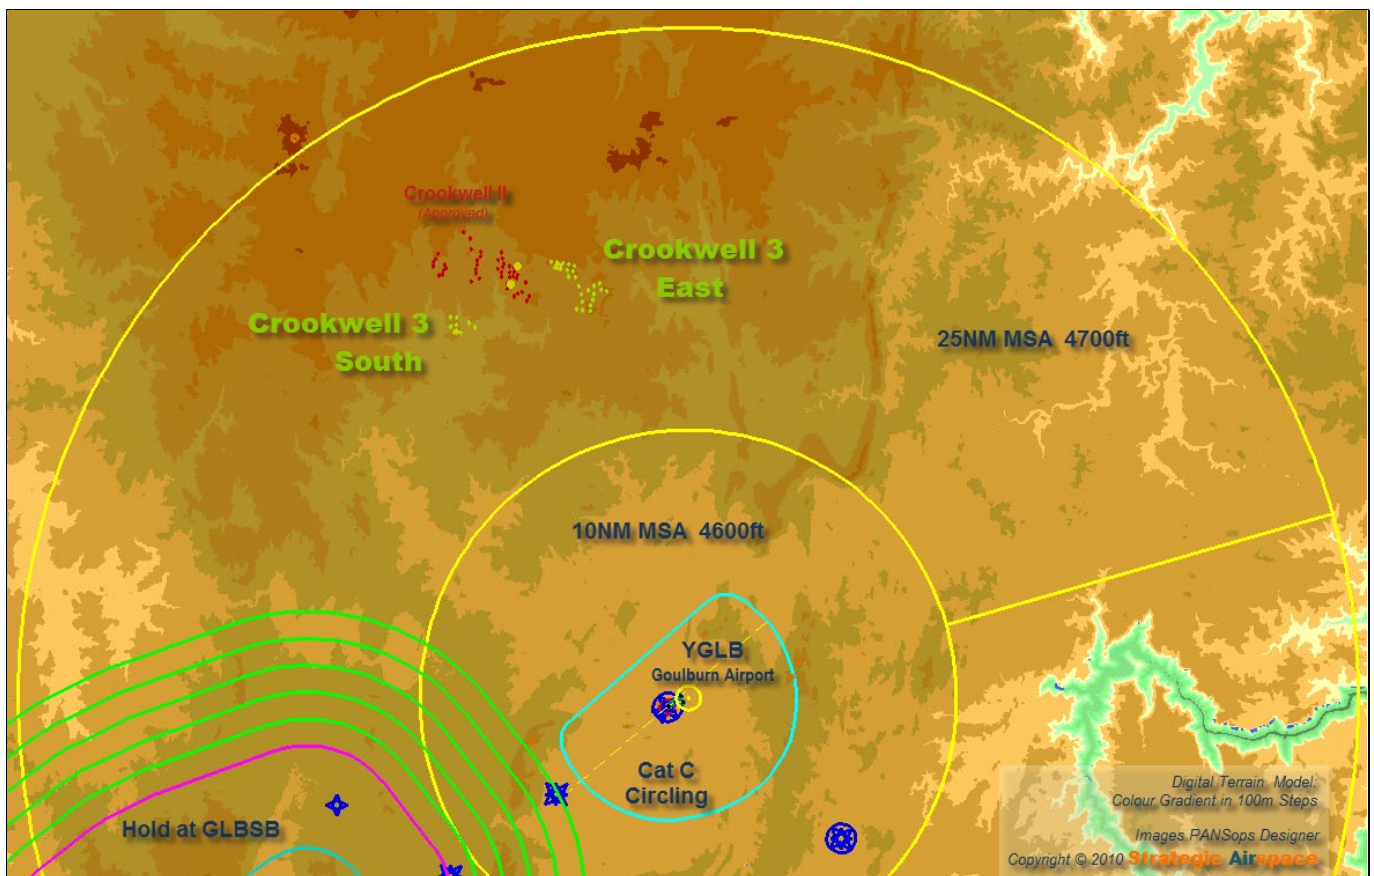 Crookwell II
(Approved)
Crookwell 3
East
Crookwell 3
South
25NM MSA 4700ft
10NM MSA 4600ft
YGLB
Goulburn Airport
Cat C
Circling
Hold at GLBSB
Digital Terrain Model:
Colour Gradient in 100m Steps
Images PANSops Designer
Copyright © 2010 Strategic Airspace